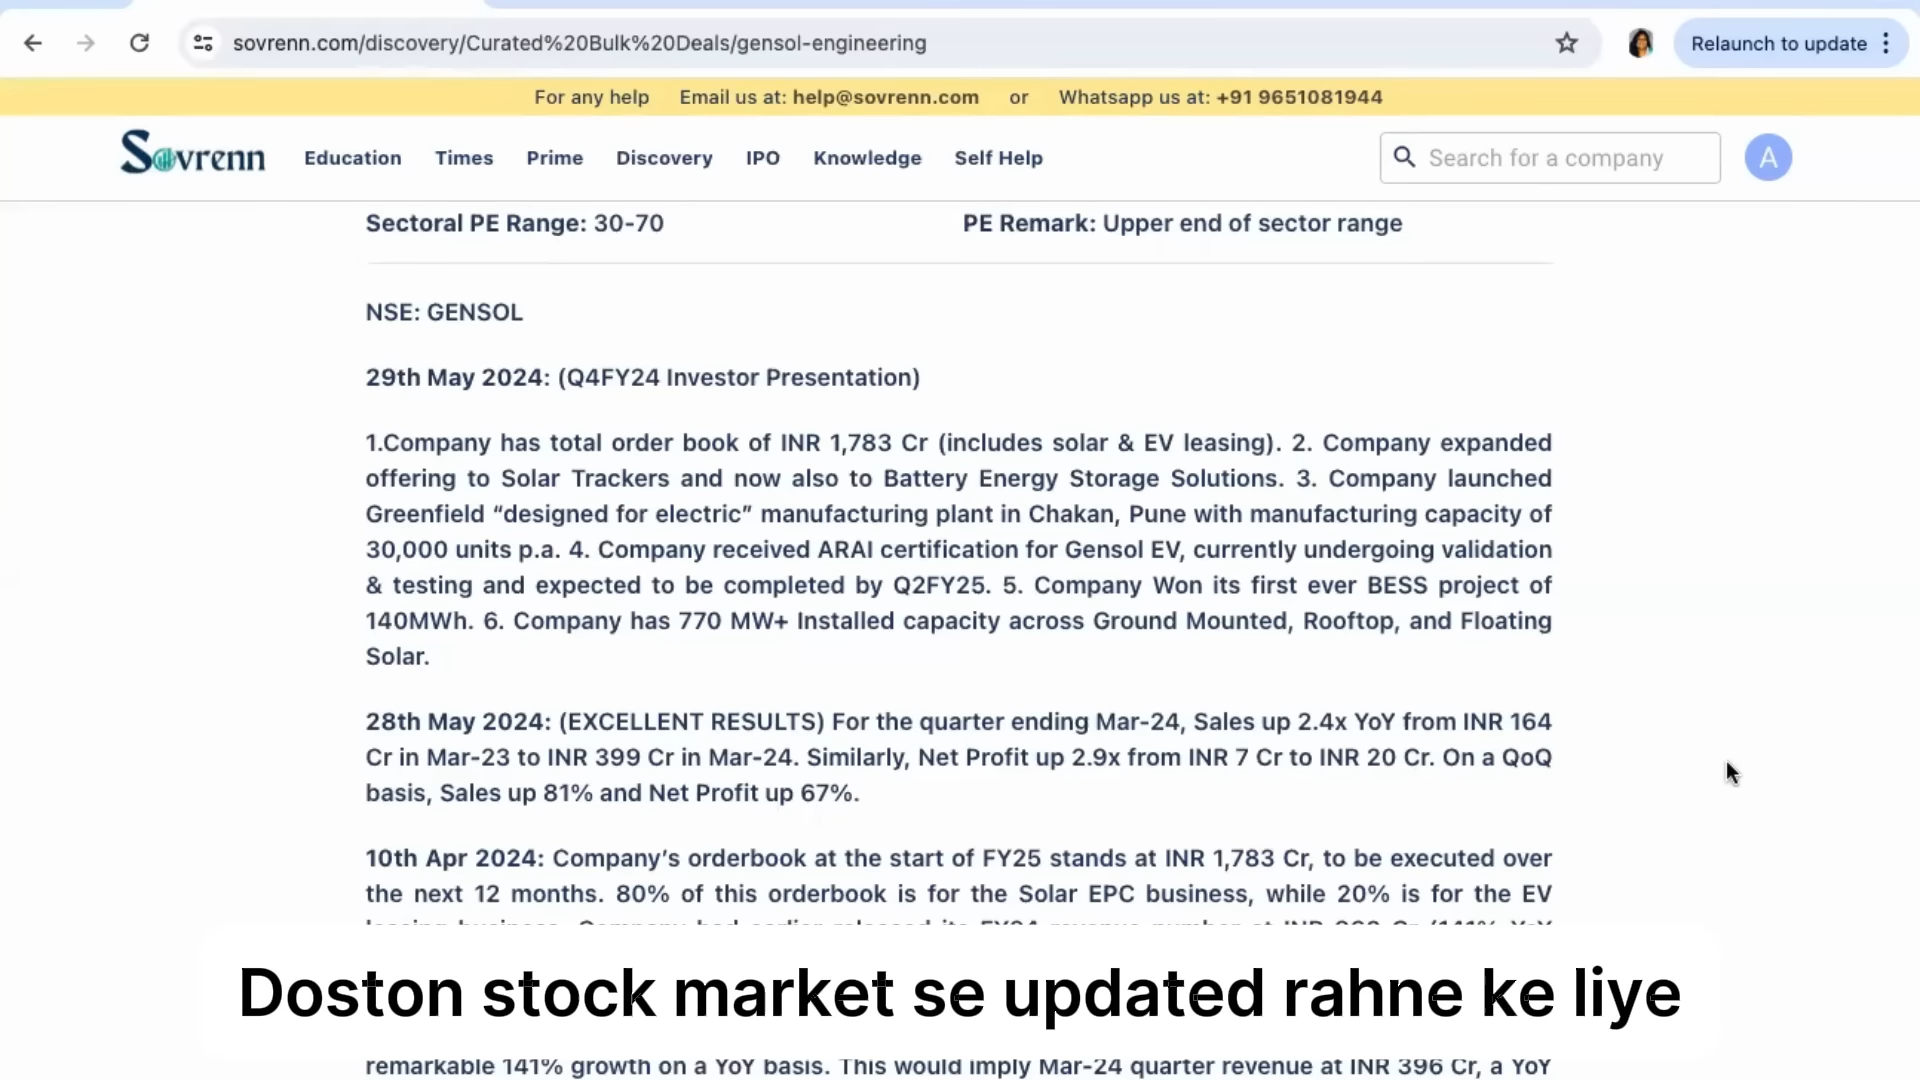 sovrenn.com/discovery/Curated%20Bulk%20Deals/gensol-engineering
Relaunch to update
For any help Email us at: help@sovrenn.com or Whatsapp us at: +91 9651081944
Sovrenn Education Times Prime Discovery IPO Knowledge Self Help Search for a company A
Sectoral PE Range: 30-70 PE Remark: Upper end of sector range
NSE: GENSOL
29th May 2024: (Q4FY24 Investor Presentation)
1.Company has total order book of INR 1,783 Cr (includes solar & EV leasing). 2. Company expanded
offering to Solar Trackers and now also to Battery Energy Storage Solutions. 3. Company launched
Greenfield “designed for electric” manufacturing plant in Chakan, Pune with manufacturing capacity of
30,000 units p.a. 4. Company received ARAI certification for Gensol EV, currently undergoing validation
& testing and expected to be completed by Q2FY25. 5. Company Won its first ever BESS project of
140MWh. 6. Company has 770 MW+ Installed capacity across Ground Mounted, Rooftop, and Floating
Solar.
28th May 2024: (EXCELLENT RESULTS) For the quarter ending Mar-24, Sales up 2.4x YoY from INR 164
Cr in Mar-23 to INR 399 Cr in Mar-24. Similarly, Net Profit up 2.9x from INR 7 Cr to INR 20 Cr. On a QoQ
basis, Sales up 81% and Net Profit up 67%.
10th Apr 2024: Company’s orderbook at the start of FY25 stands at INR 1,783 Cr, to be executed over
the next 12 months. 80% of this orderbook is for the Solar EPC business, while 20% is for the EV
Doston stock market se updated rahne ke liye
remarkable 141% growth on a YoY basis. This would imply Mar-24 quarter revenue at INR 396 Cr, a YoY